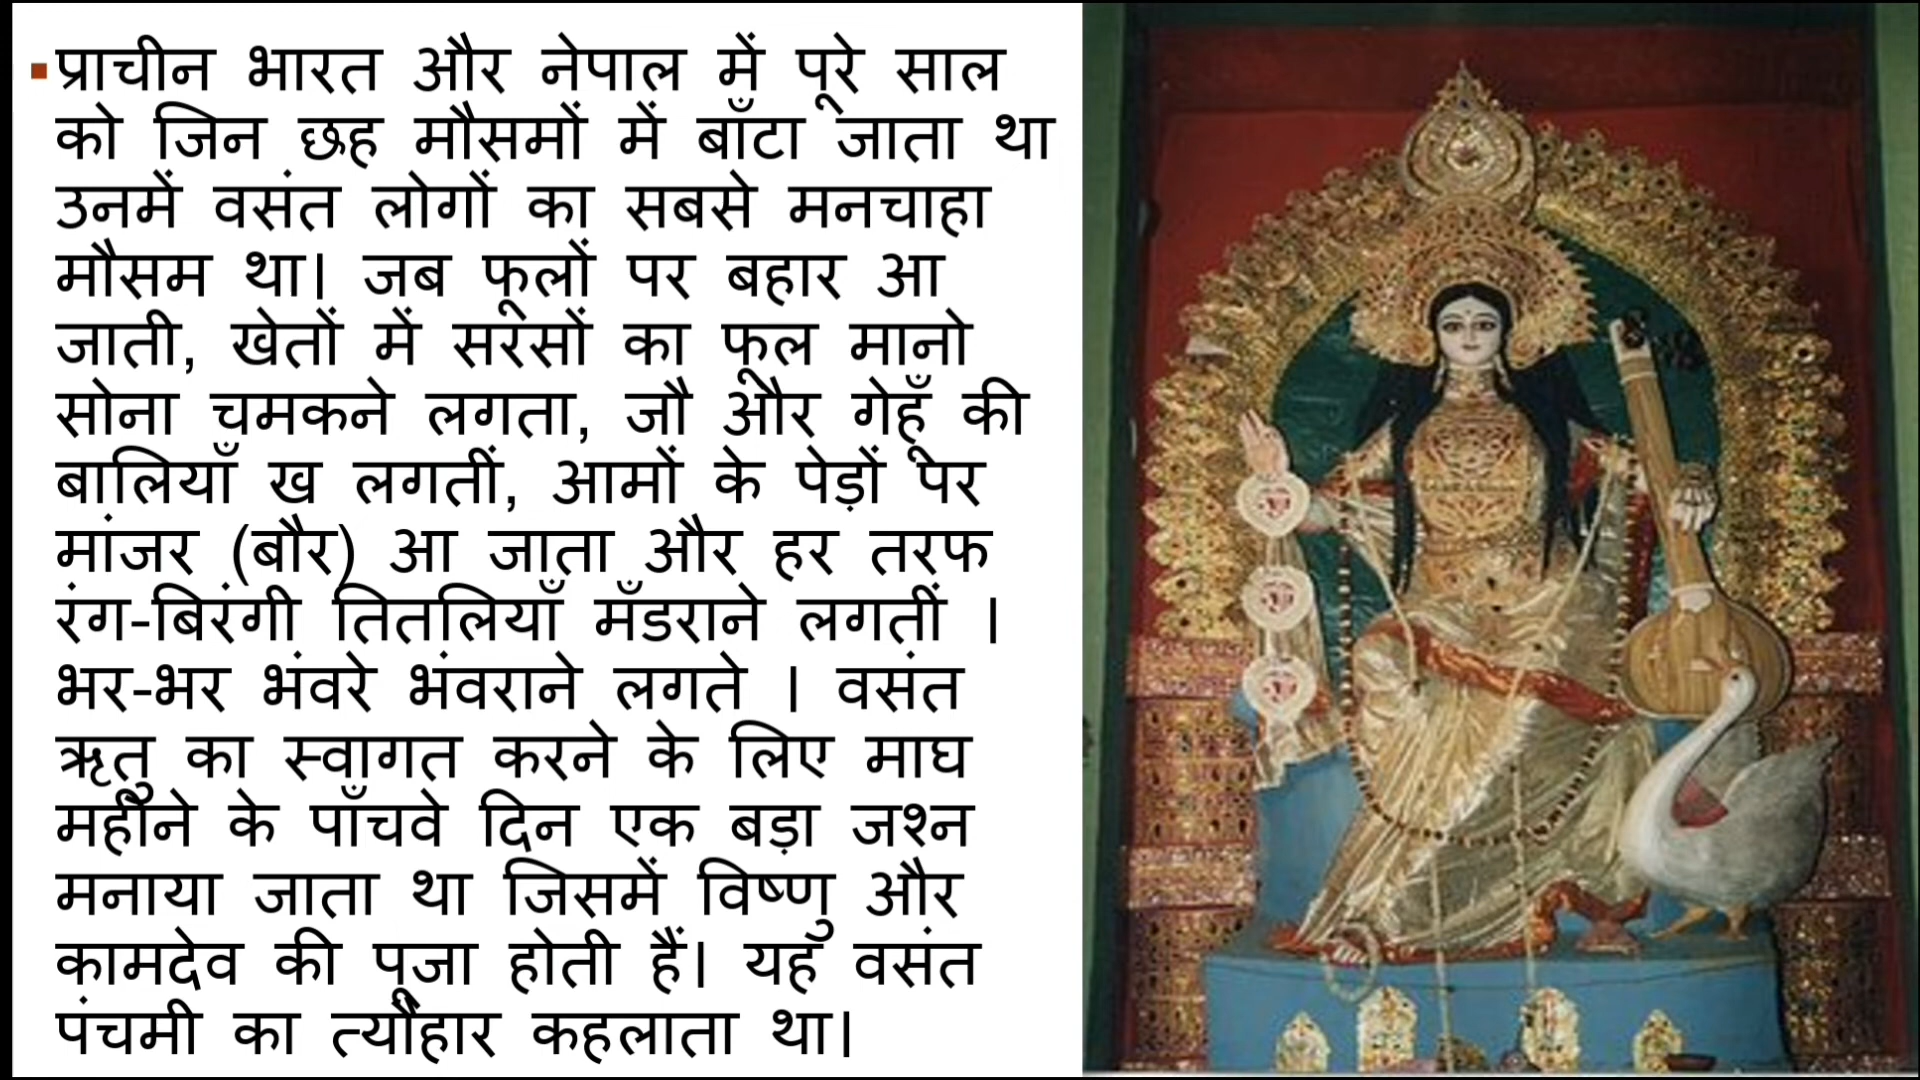 प्राचीन भारत और नेपाल में पूरे साल
को जिन छह मौसमों में बाँटा जाता था
उनमें वसंत लोगों का सबसे मनचाहा
मौसम था। जब फूलों पर बहार आ
जाती, खेतों में सरसों का फूल मानो
सोना चमकने लगता, जौ और गेहूँ की
बालियाँ ख लगतीं, आमों के पेड़ों पर
मांजर (बौर) आ जाता और हर तरफ
रंग-बिरंगी तितलियाँ मँडराने लगतीं ।
भर-भर भंवरे भंवराने लगते । वसंत
ऋतु का स्वागत करने के लिए माघ
महीने के पाँचवे दिन एक बड़ा जश्न
मनाया जाता था जिसमें विष्णु और
कामदेव की पूजा होती हैं। यह वसंत
पंचमी का त्यौहार कहलाता था।